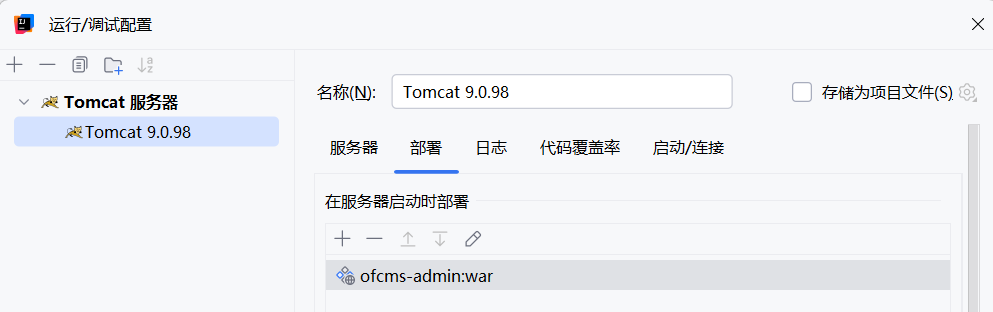 运行/调试配置
Tomcat 服务器
Tomcat 9.0.98
名称(N):
Tomcat 9.0.98
存储为项目文件(S)
服务器
部署
日志
代码覆盖率
启动/连接
在服务器启动时部署
ofcms-admin:war